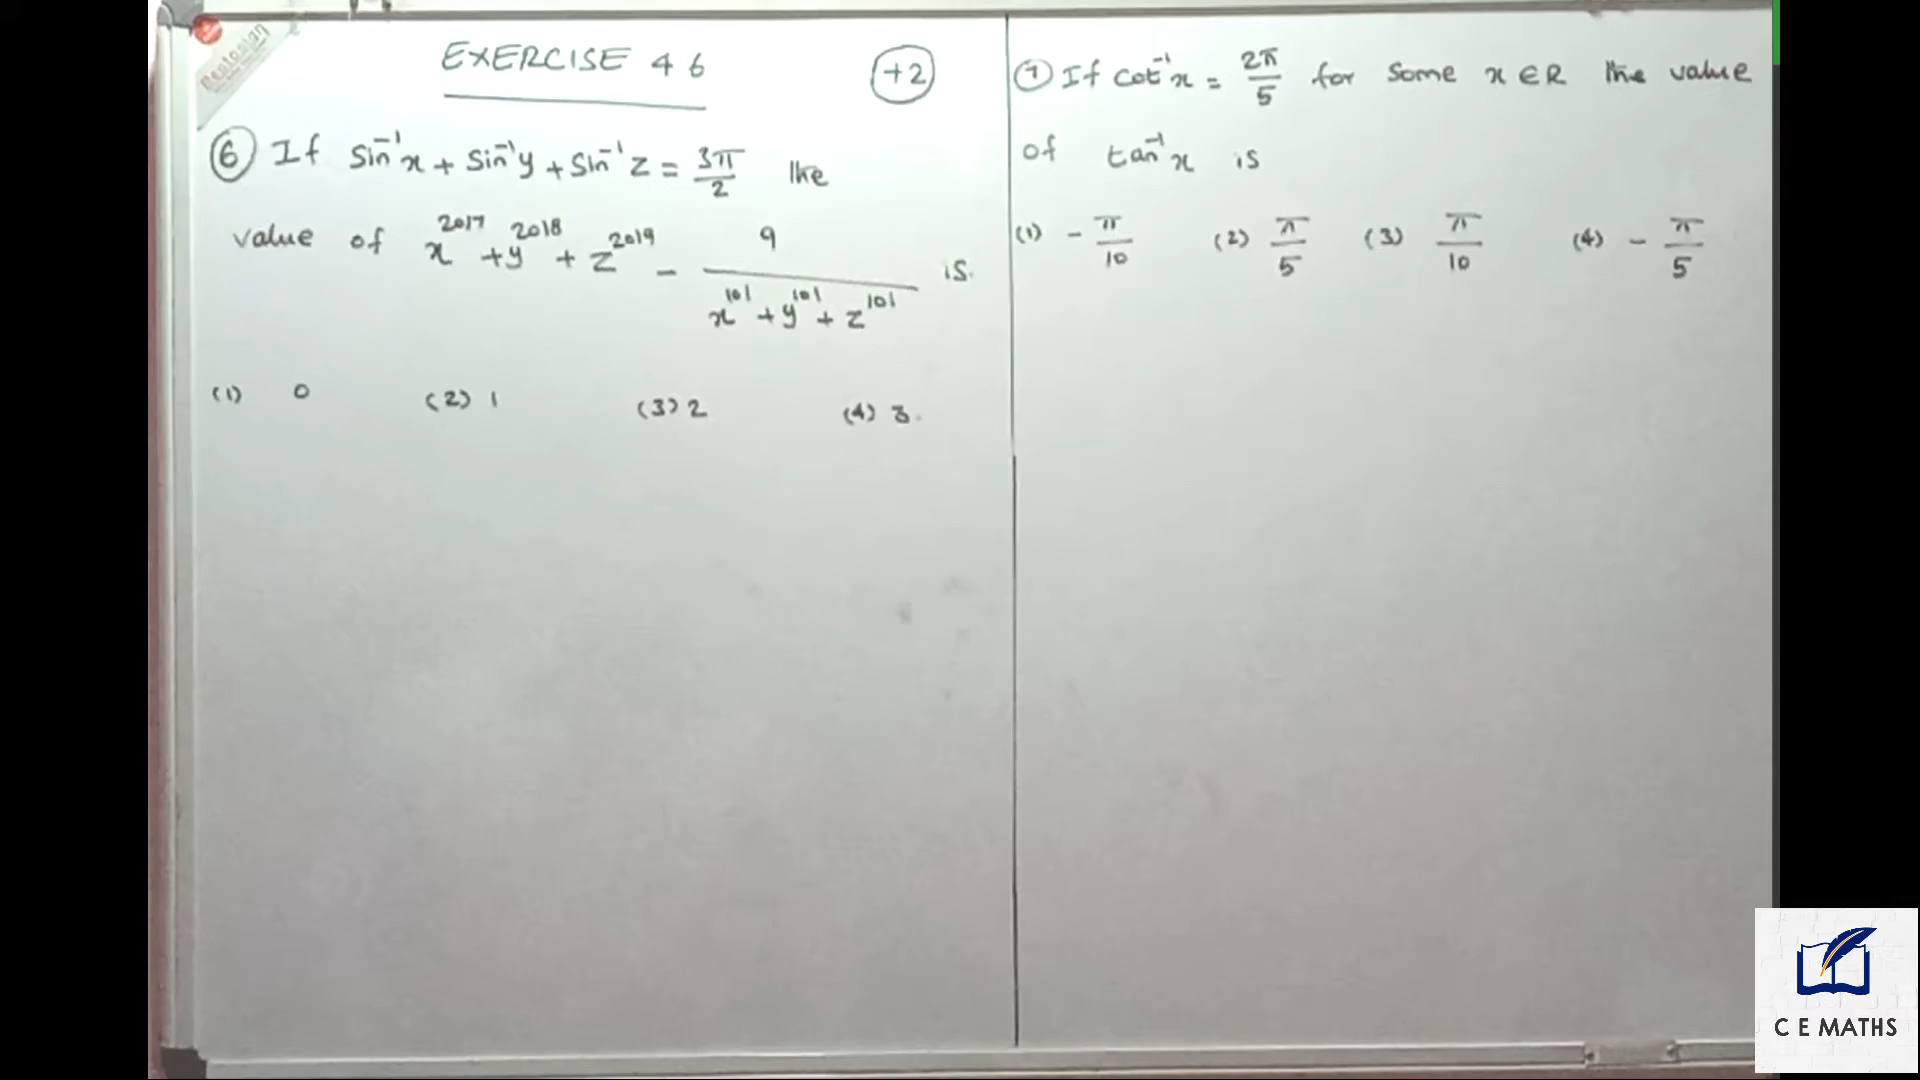 Bestosign
EXERCISE 46
+2
6 If sin⁻¹x + sin⁻¹y + sin⁻¹z = 3π/2 the
value of x²⁰¹⁷ + y²⁰¹⁸ + z²⁰¹⁹ - 9/(x¹⁰¹ + y¹⁰¹ + z¹⁰¹) is.
(1) 0 (2) 1 (3) 2 (4) 3.
7 If cot⁻¹x = 2π/5 for some x ∈ R the value
of tan⁻¹x is
(1) - π/10 (2) π/5 (3) π/10 (4) - π/5
C E MATHS